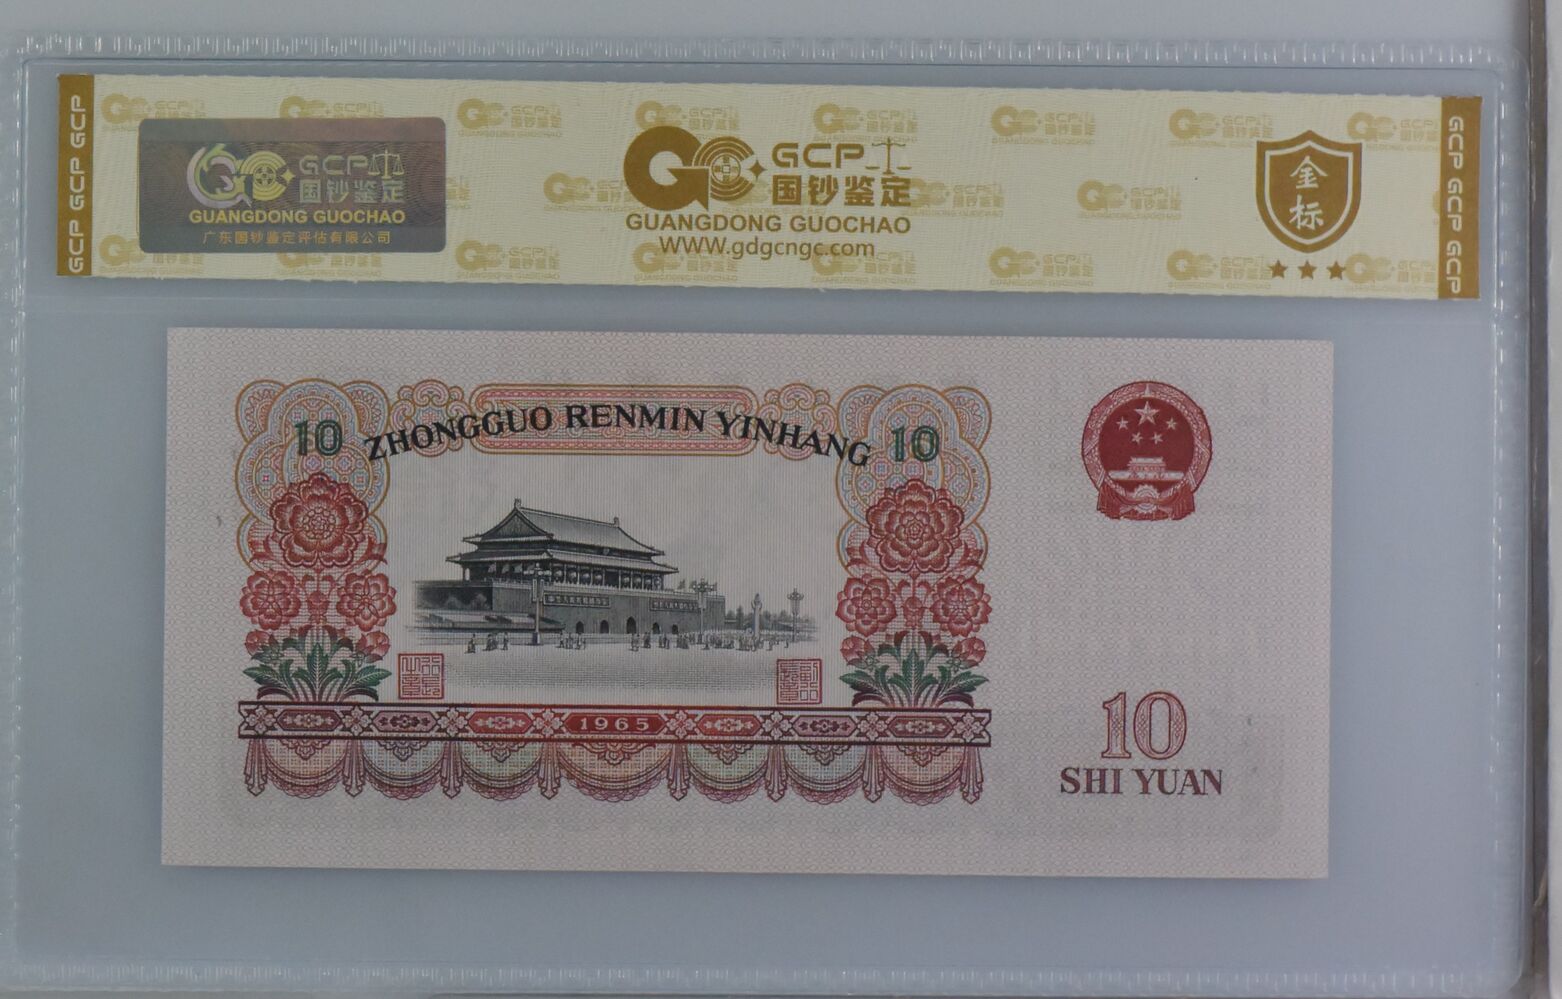 GCP GCP GCP
GCP
国钞鉴定
GUANGDONG GUOCHAO
广东国钞鉴定评估有限公司
GCP
国钞鉴定
GUANGDONG GUOCHAO
WWW.gdgcngc.com
金
标
GCP GCP GCP
ZHONGGUO RENMIN YINHANG
10
10
1965
10
SHI YUAN